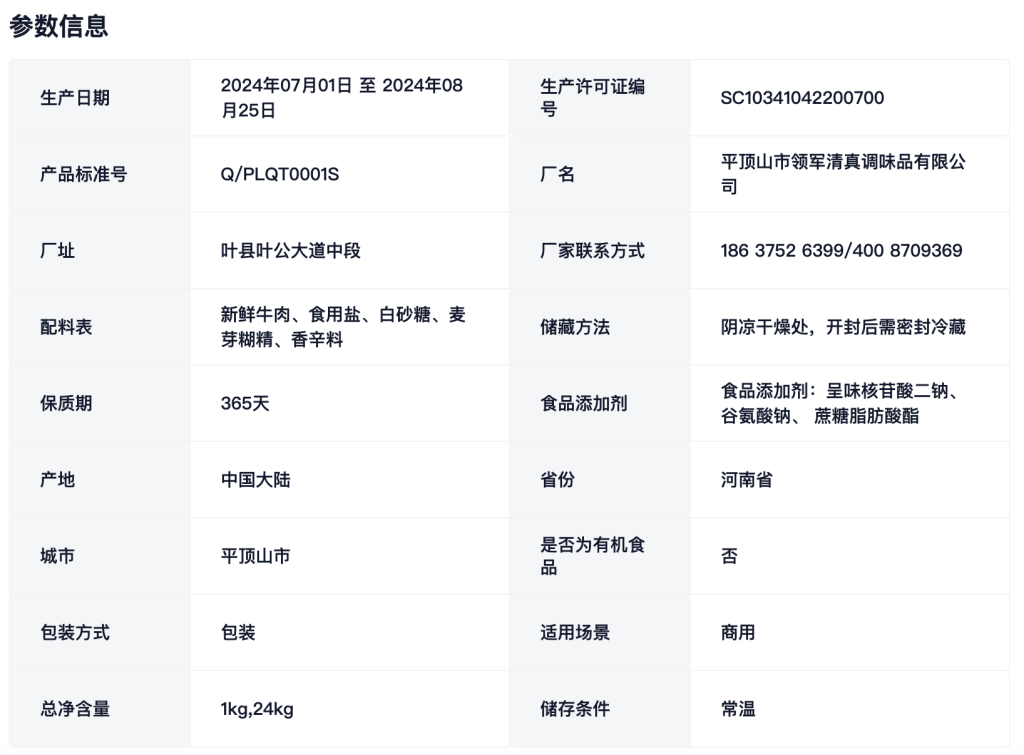 参数信息
生产日期
2024年07月01日 至 2024年08
月25日
生产许可证编
号
SC10341042200700
产品标准号
Q/PLQT0001S
厂名
平顶山市领军清真调味品有限公
司
厂址
叶县叶公大道中段
厂家联系方式
186 3752 6399/400 8709369
配料表
新鲜牛肉、食用盐、白砂糖、麦
芽糊精、香辛料
储藏方法
阴凉干燥处，开封后需密封冷藏
保质期
365天
食品添加剂
食品添加剂：呈味核苷酸二钠、
谷氨酸钠、 蔗糖脂肪酸酯
产地
中国大陆
省份
河南省
城市
平顶山市
是否为有机食
品
否
包装方式
包装
适用场景
商用
总净含量
1kg,24kg
储存条件
常温